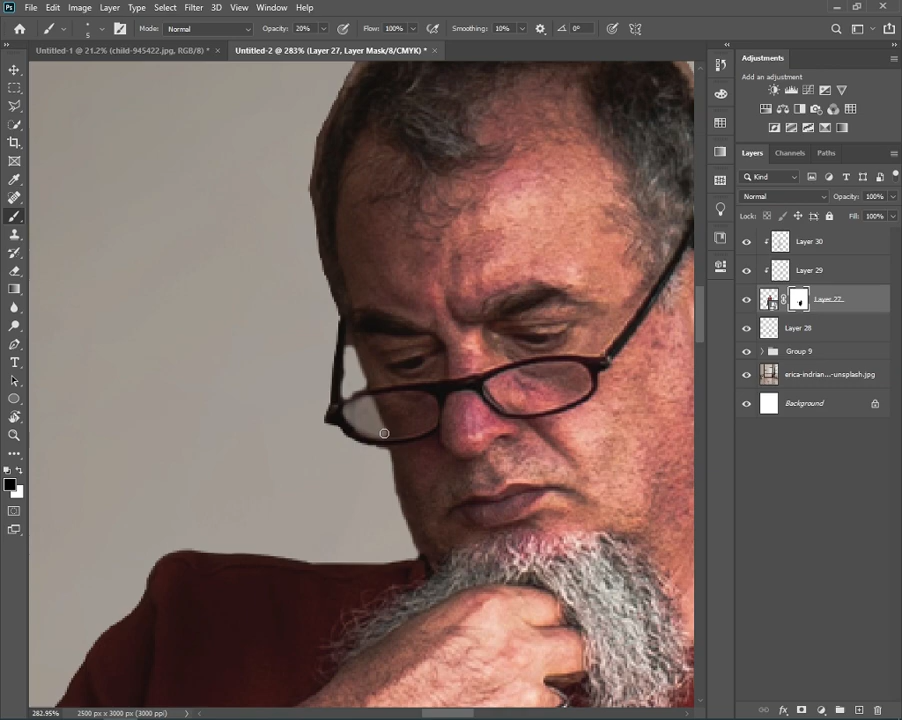 Ps File Edit Image Layer Type Select Filter 3D View Window Help
5 Mode: Normal Opacity: 20% Flow: 100% Smoothing: 10% 0°
Untitled-1 @ 21.2% (child-945422.jpg, RGB/8) * × Untitled-2 @ 283% (Layer 27, Layer Mask/8/CMYK) * ×
Adjustments
Add an adjustment
Layers Channels Paths
Kind
Normal Opacity: 100%
Lock: Fill: 100%
Layer 30
Layer 29
Layer 27
Layer 28
Group 9
erica-indrian...-unsplash.jpg
Background
282.95% 2500 px x 3000 px (3000 ppi)